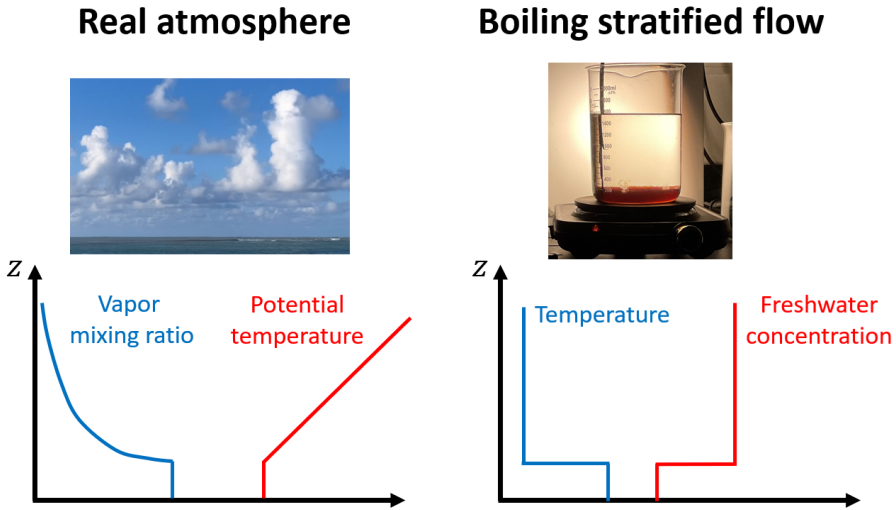 Real atmosphere
Boiling stratified flow
z
Vapor
mixing ratio
Potential
temperature
z
Temperature
Freshwater
concentration